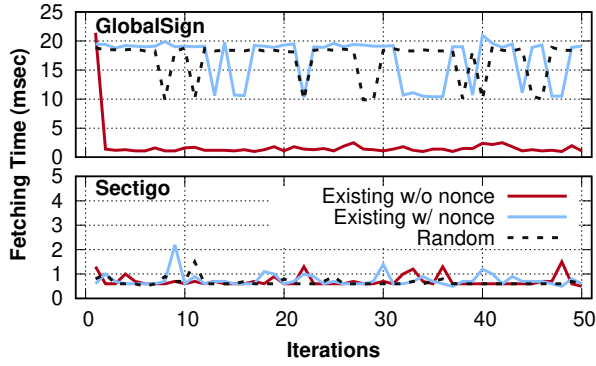 GlobalSign
25
20
15
10
5
0
Fetching Time (msec)
Sectigo
5
4
3
2
1
0
Existing w/o nonce
Existing w/ nonce
Random
0 10 20 30 40 50
Iterations